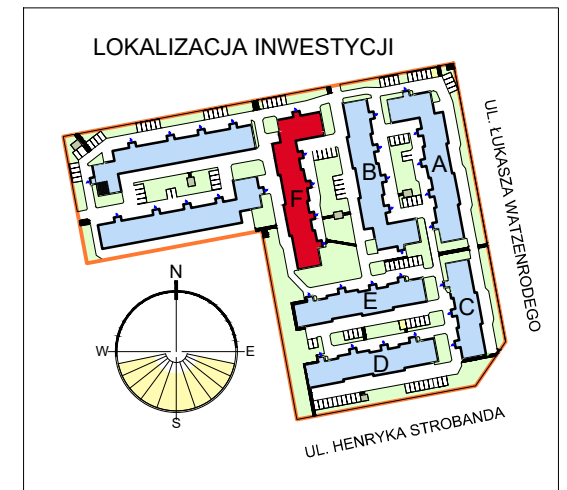 LOKALIZACJA INWESTYCJI
UL. ŁUKASZA WATZENRODEGO
A
B
F
C
E
D
N
W
E
S
UL. HENRYKA STROBANDA